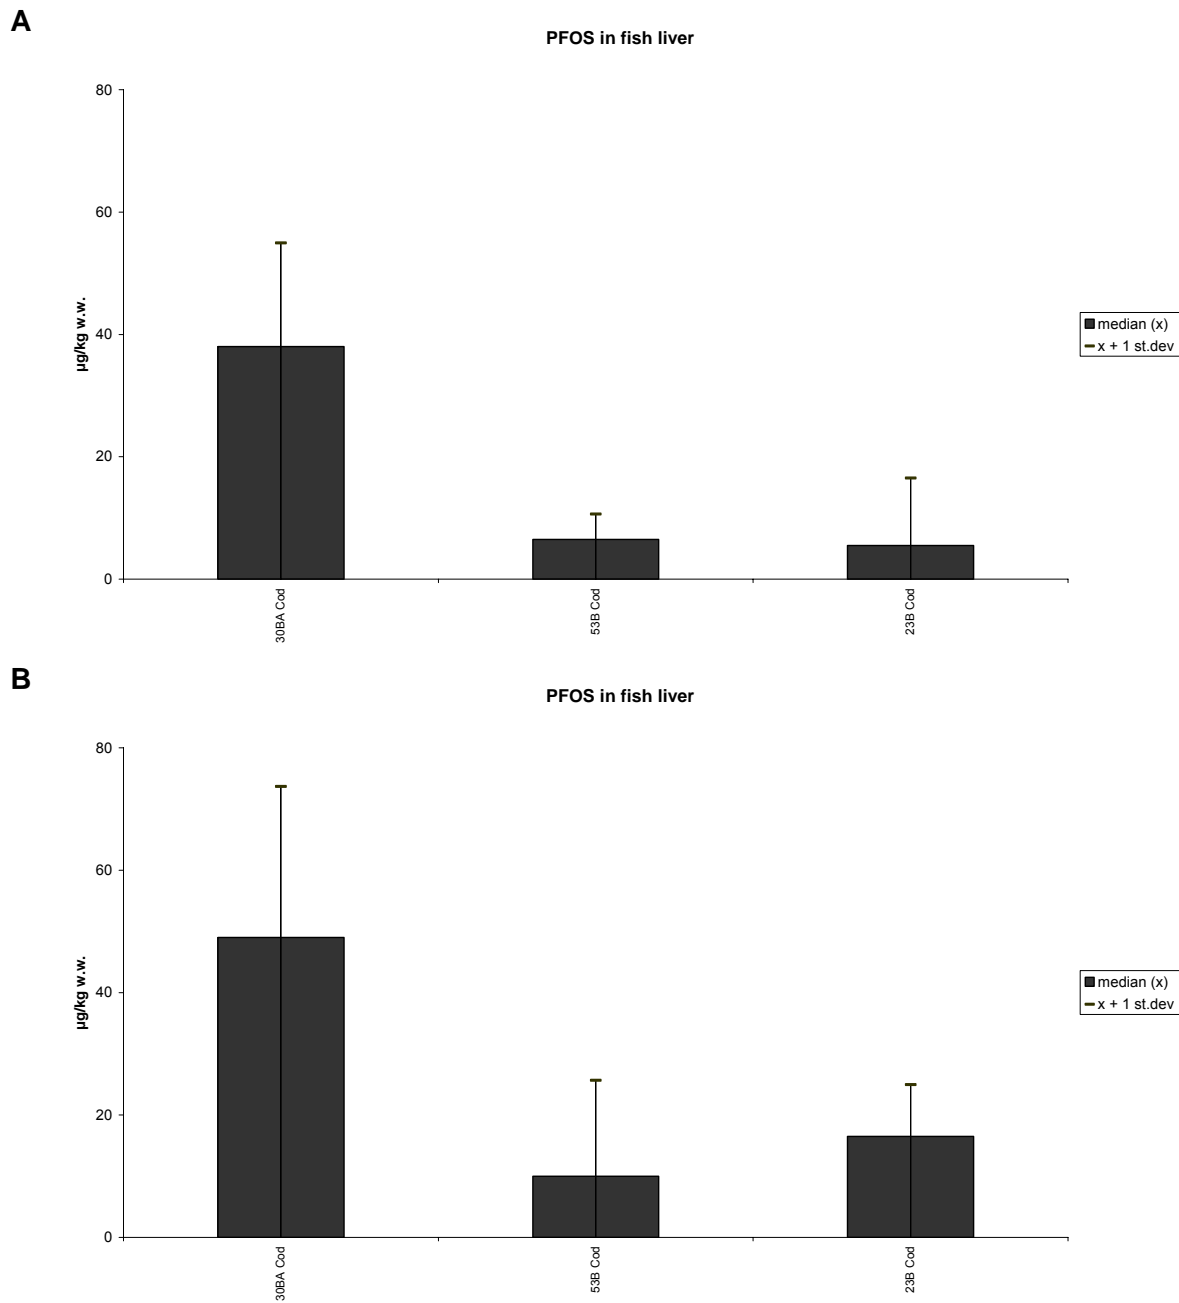 A
PFOS in fish liver
80
60
40
20
0
µg/kg w.w.
30BA Cod
53B Cod
23B Cod
median (x)
x + 1 st.dev
B
PFOS in fish liver
80
60
40
20
0
µg/kg w.w.
30BA Cod
53B Cod
23B Cod
median (x)
x + 1 st.dev